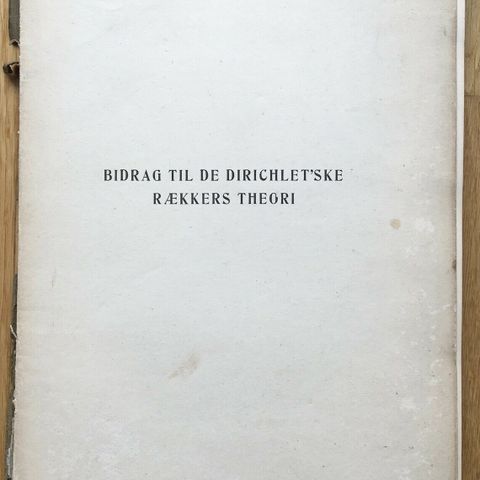 BIDRAG TIL DE DIRICHLET'SKE
RÆKKERS THEORI